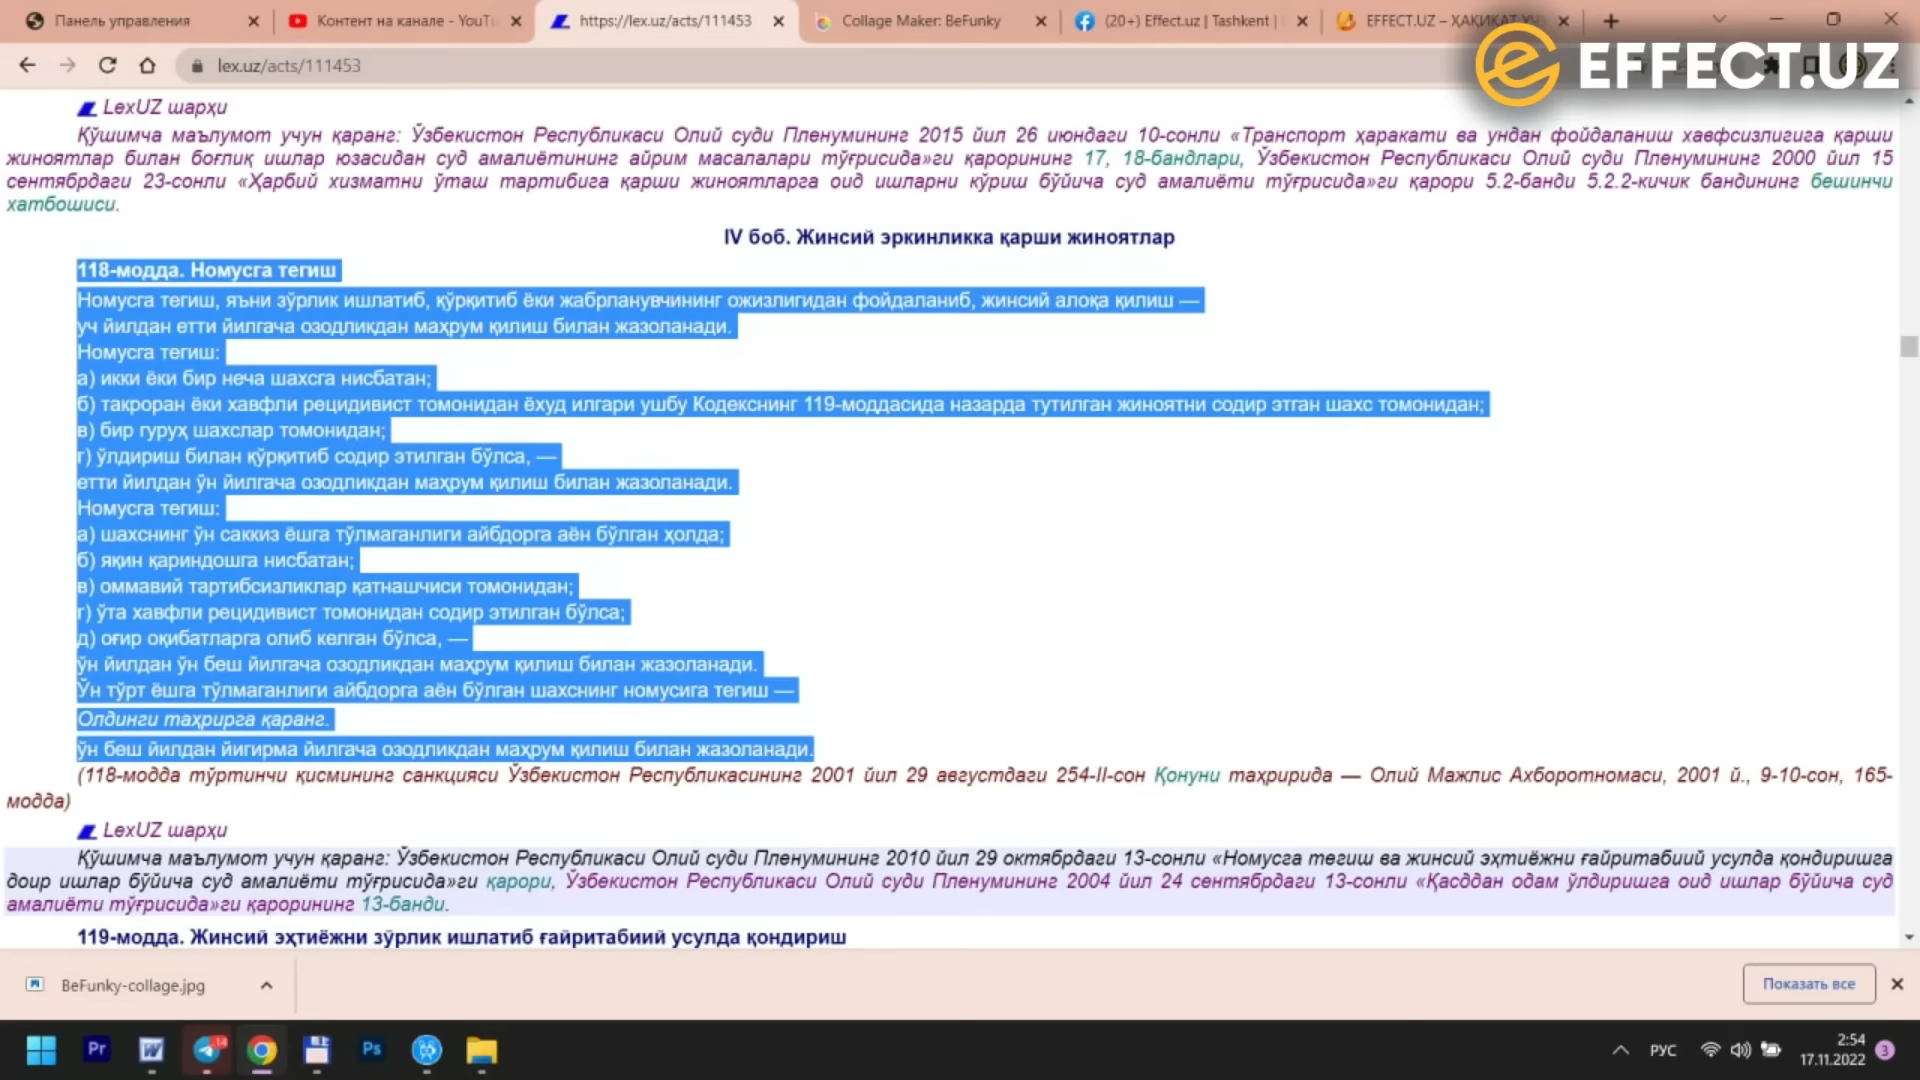 Панель управления
Контент на канале - YouTu
https://lex.uz/acts/111453
Collage Maker: BeFunky
(20+) Effect.uz | Tashkent |
EFFECT.UZ – ҲАҚИҚАТ
lex.uz/acts/111453
EFFECT.UZ
LexUZ шарҳи
Қўшимча маълумот учун қаранг: Ўзбекистон Республикаси Олий суди Пленумининг 2015 йил 26 июндаги 10-сонли «Транспорт ҳаракати ва ундан фойдаланиш хавфсизлигига қарши
жиноятлар билан боғлиқ ишлар юзасидан суд амалиётининг айрим масалалари тўғрисида»ги қарорининг 17, 18-бандлари, Ўзбекистон Республикаси Олий суди Пленумининг 2000 йил 15
сентябрдаги 23-сонли «Ҳарбий хизматни ўташ тартибига қарши жиноятларга оид ишларни кўриш бўйича суд амалиёти тўғрисида»ги қарори 5.2-банди 5.2.2-кичик бандининг бешинчи
хатбошиси.
IV боб. Жинсий эркинликка қарши жиноятлар
118-модда. Номусга тегиш
Номусга тегиш, яъни зўрлик ишлатиб, қўрқитиб ёки жабрланувчининг ожизлигидан фойдаланиб, жинсий алоқа қилиш —
уч йилдан етти йилгача озодликдан маҳрум қилиш билан жазоланади.
Номусга тегиш:
а) икки ёки бир неча шахсга нисбатан;
б) такроран ёки хавфли рецидивист томонидан ёхуд илгари ушбу Кодекснинг 119-моддасида назарда тутилган жиноятни содир этган шахс томонидан;
в) бир гуруҳ шахслар томонидан;
г) ўлдириш билан қўрқитиб содир этилган бўлса, —
етти йилдан ўн йилгача озодликдан маҳрум қилиш билан жазоланади.
Номусга тегиш:
а) шахснинг ўн саккиз ёшга тўлмаганлиги айбдорга аён бўлган ҳолда;
б) яқин қариндошга нисбатан;
в) оммавий тартибсизликлар қатнашчиси томонидан;
г) ўта хавфли рецидивист томонидан содир этилган бўлса;
д) оғир оқибатларга олиб келган бўлса, —
ўн йилдан ўн беш йилгача озодликдан маҳрум қилиш билан жазоланади.
Ўн тўрт ёшга тўлмаганлиги айбдорга аён бўлган шахснинг номусига тегиш —
Олдинги таҳрирга қаранг.
ўн беш йилдан йигирма йилгача озодликдан маҳрум қилиш билан жазоланади.
(118-модда тўртинчи қисмининг санкцияси Ўзбекистон Республикасининг 2001 йил 29 августдаги 254-II-сон Қонуни таҳририда — Олий Мажлис Ахборотномаси, 2001 й., 9-10-сон, 165-
модда)
LexUZ шарҳи
Қўшимча маълумот учун қаранг: Ўзбекистон Республикаси Олий суди Пленумининг 2010 йил 29 октябрдаги 13-сонли «Номусга тегиш ва жинсий эҳтиёжни ғайритабиий усулда қондиришга
доир ишлар бўйича суд амалиёти тўғрисида»ги қарори, Ўзбекистон Республикаси Олий суди Пленумининг 2004 йил 24 сентябрдаги 13-сонли «Қасддан одам ўлдиришга оид ишлар бўйича суд
амалиёти тўғрисида»ги қарорининг 13-банди.
119-модда. Жинсий эҳтиёжни зўрлик ишлатиб ғайритабиий усулда қондириш
BeFunky-collage.jpg
Показать все
Pr
W
14
Ps
РУС
2:54
17.11.2022
3